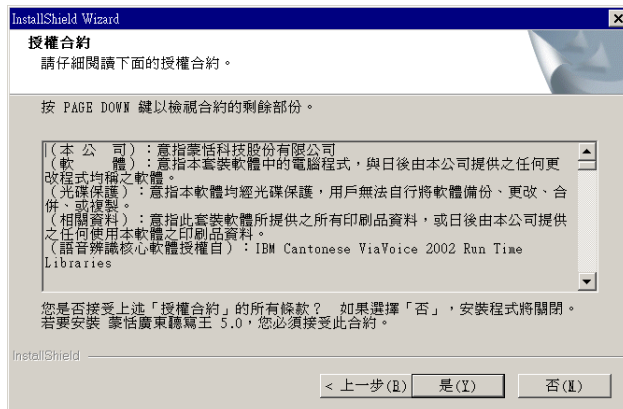 InstallShield Wizard
授權合約
請仔細閱讀下面的授權合約。
按 PAGE DOWN 鍵以檢視合約的剩餘部份。
(本 公 司):意指蒙恬科技股份有限公司
(軟 體):意指本套裝軟體中的電腦程式,與日後由本公司提供之任何更
改程式均稱之軟體。
(光碟保護):意指本軟體均經光碟保護,用戶無法自行將軟體備份、更改、合
併、或複製。
(相關資料):意指此套裝軟體所提供之所有印刷品資料,或日後由本公司提供
之任何使用本軟體之印刷品資料。
(語音辨識核心軟體授權自):IBM Cantonese ViaVoice 2002 Run Time
Libraries
您是否接受上述「授權合約」的所有條款? 如果選擇「否」,安裝程式將關閉。
若要安裝 蒙恬廣東聽寫王 5.0,您必須接受此合約。
InstallShield
< 上一步(B) 是(Y) 否(N)